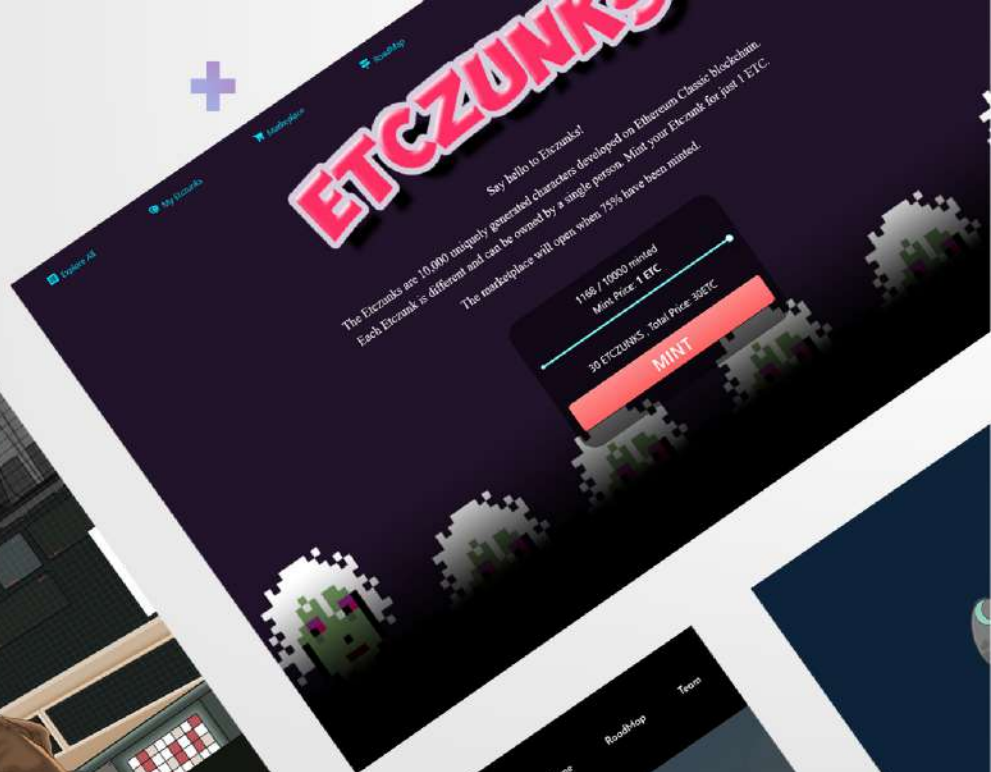 Explore All
My Etczunks
Marketplace
RoadMap
ETCZUNKS
Say hello to Etczunks!
The Etczunks are 10,000 uniquely generated characters developed on Ethereum Classic blockchain.
Each Etczunk is different and can be owned by a single person. Mint your Etczunk for just 1 ETC.
The marketplace will open when 75% have been minted.
1168 / 10000 minted
Mint Price: 1 ETC
30 ETCZUNKS , Total Price: 30ETC
MINT
RoadMap
Team